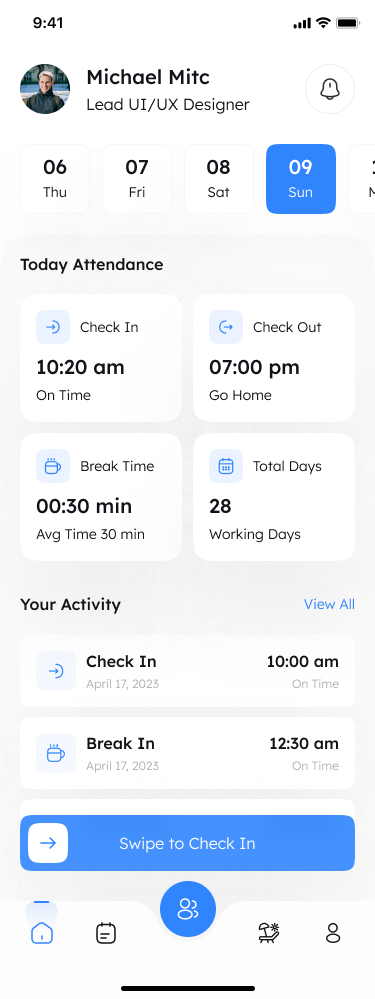 9:41
Michael Mitc
Lead UI/UX Designer
06 07 08 09
Thu Fri Sat Sun
Today Attendance
Check In
10:20 am
On Time
Check Out
07:00 pm
Go Home
Break Time
00:30 min
Avg Time 30 min
Total Days
28
Working Days
Your Activity View All
Check In 10:00 am
April 17, 2023 On Time
Break In 12:30 am
April 17, 2023 On Time
Swipe to Check In